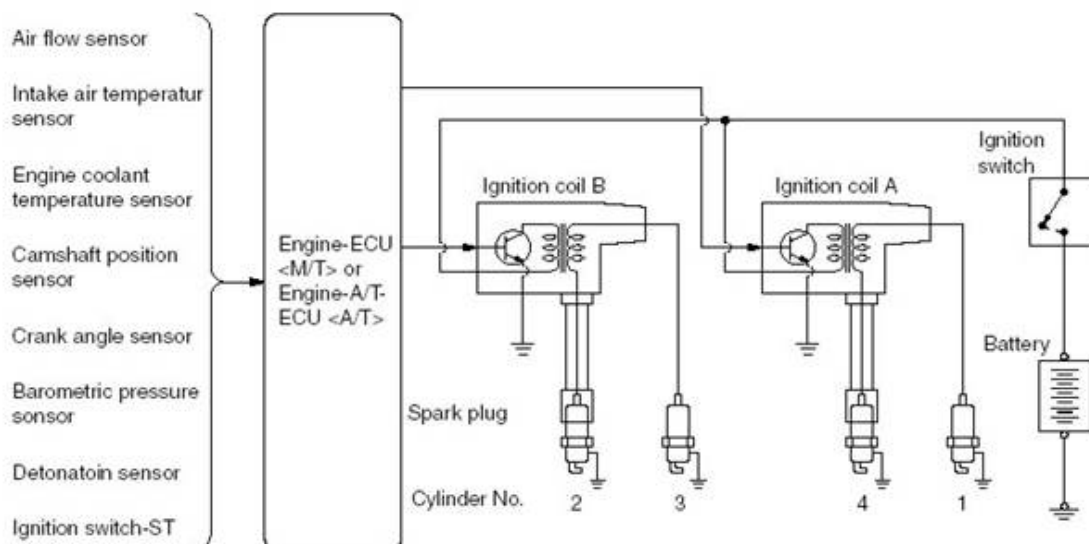 Air flow sensor
Intake air temperatur
sensor
Engine coolant
temperature sensor
Camshaft position
sensor
Crank angle sensor
Barometric pressure
sonsor
Detonatoin sensor
Ignition switch-ST
Engine-ECU
<M/T> or
Engine-A/T-
ECU <A/T>
Ignition coil B
Ignition coil A
Ignition
switch
Battery
Spark plug
Cylinder No.
2
3
4
1